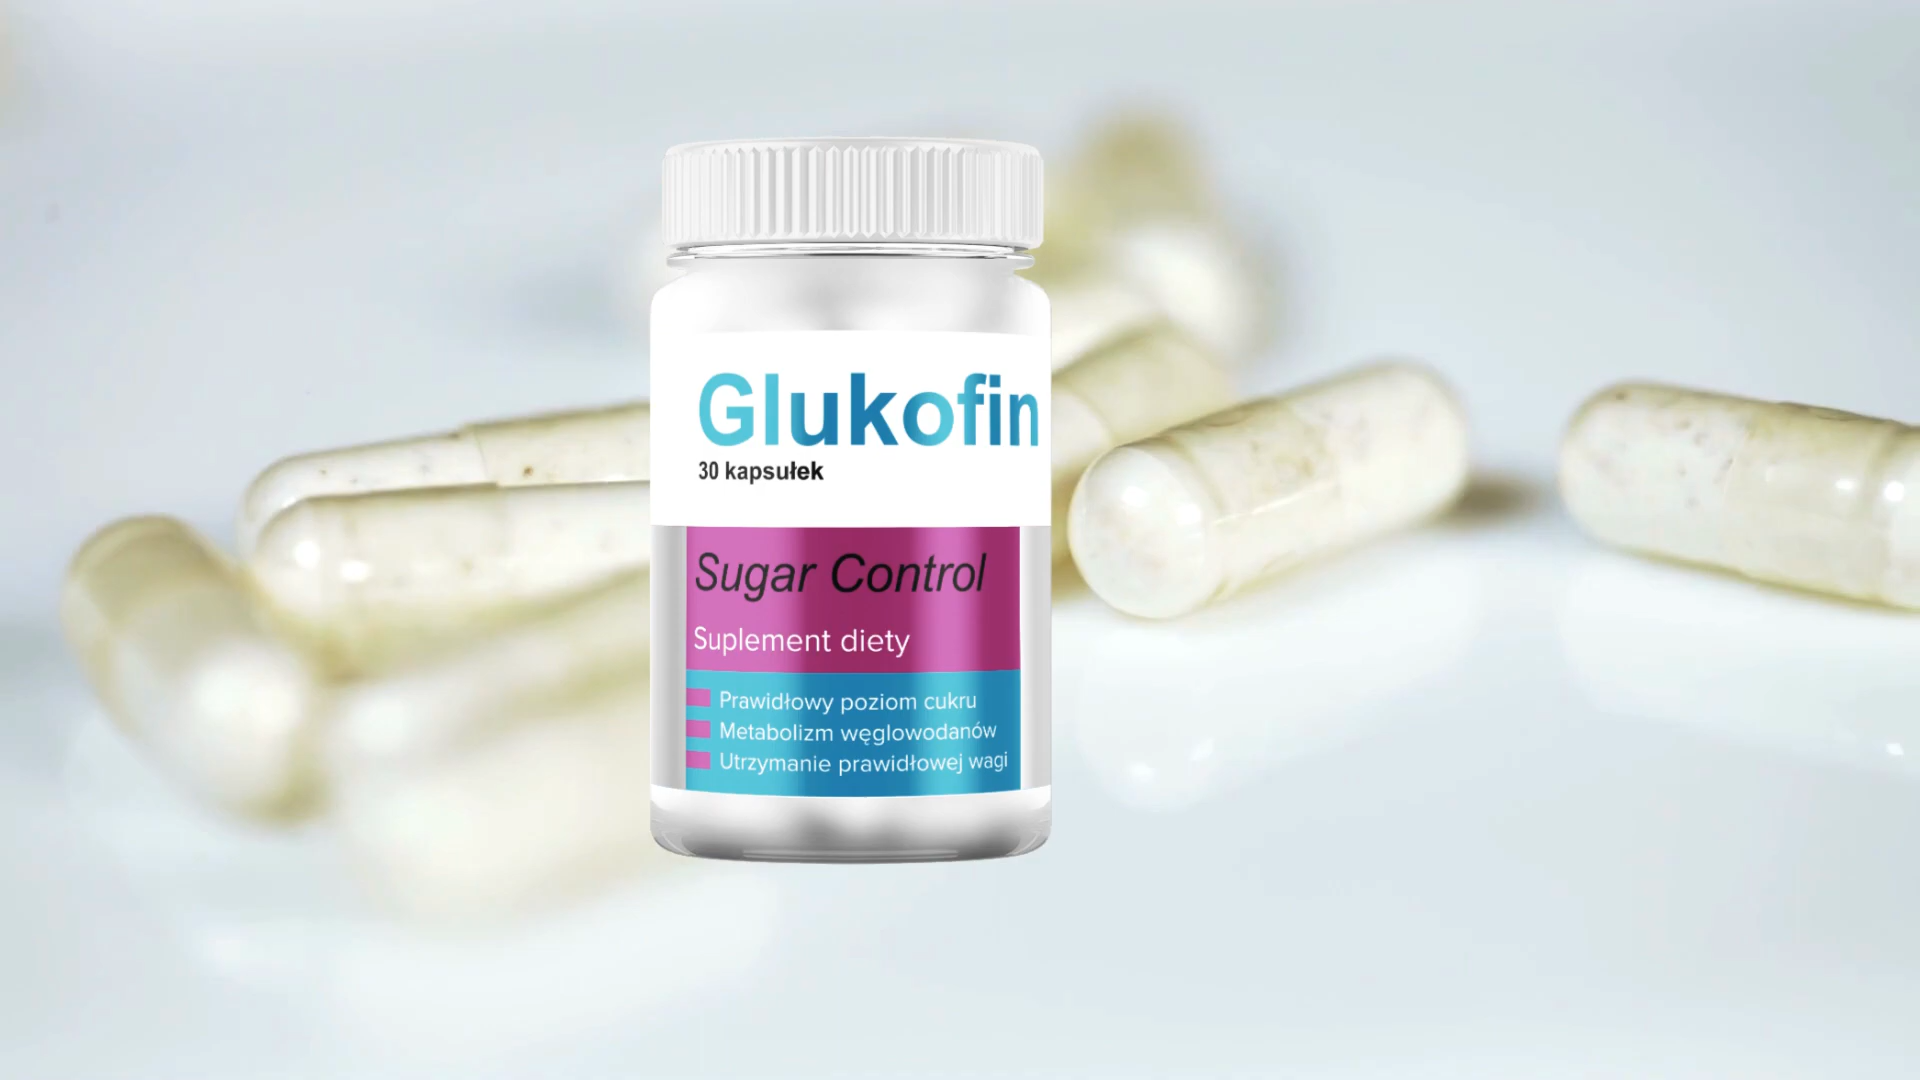 Glukofin
30 kapsułek
Sugar Control
Suplement diety
Prawidłowy poziom cukru
Metabolizm węglowodanów
Utrzymanie prawidłowej wagi